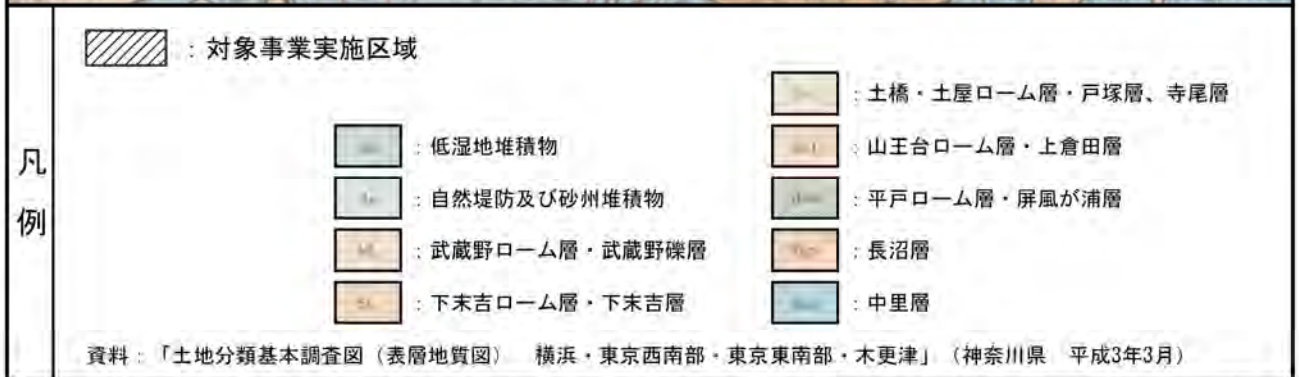 凡例
：対象事業実施区域
：低湿地堆積物
：自然堤防及び砂州堆積物
：武蔵野ローム層・武蔵野礫層
：下末吉ローム層・下末吉層
：土橋・土屋ローム層・戸塚層、寺尾層
：山王台ローム層・上倉田層
：平戸ローム層・屏風が浦層
：長沼層
：中里層
資料：「土地分類基本調査図（表層地質図）　横浜・東京西南部・東京東南部・木更津」（神奈川県　平成3年3月）